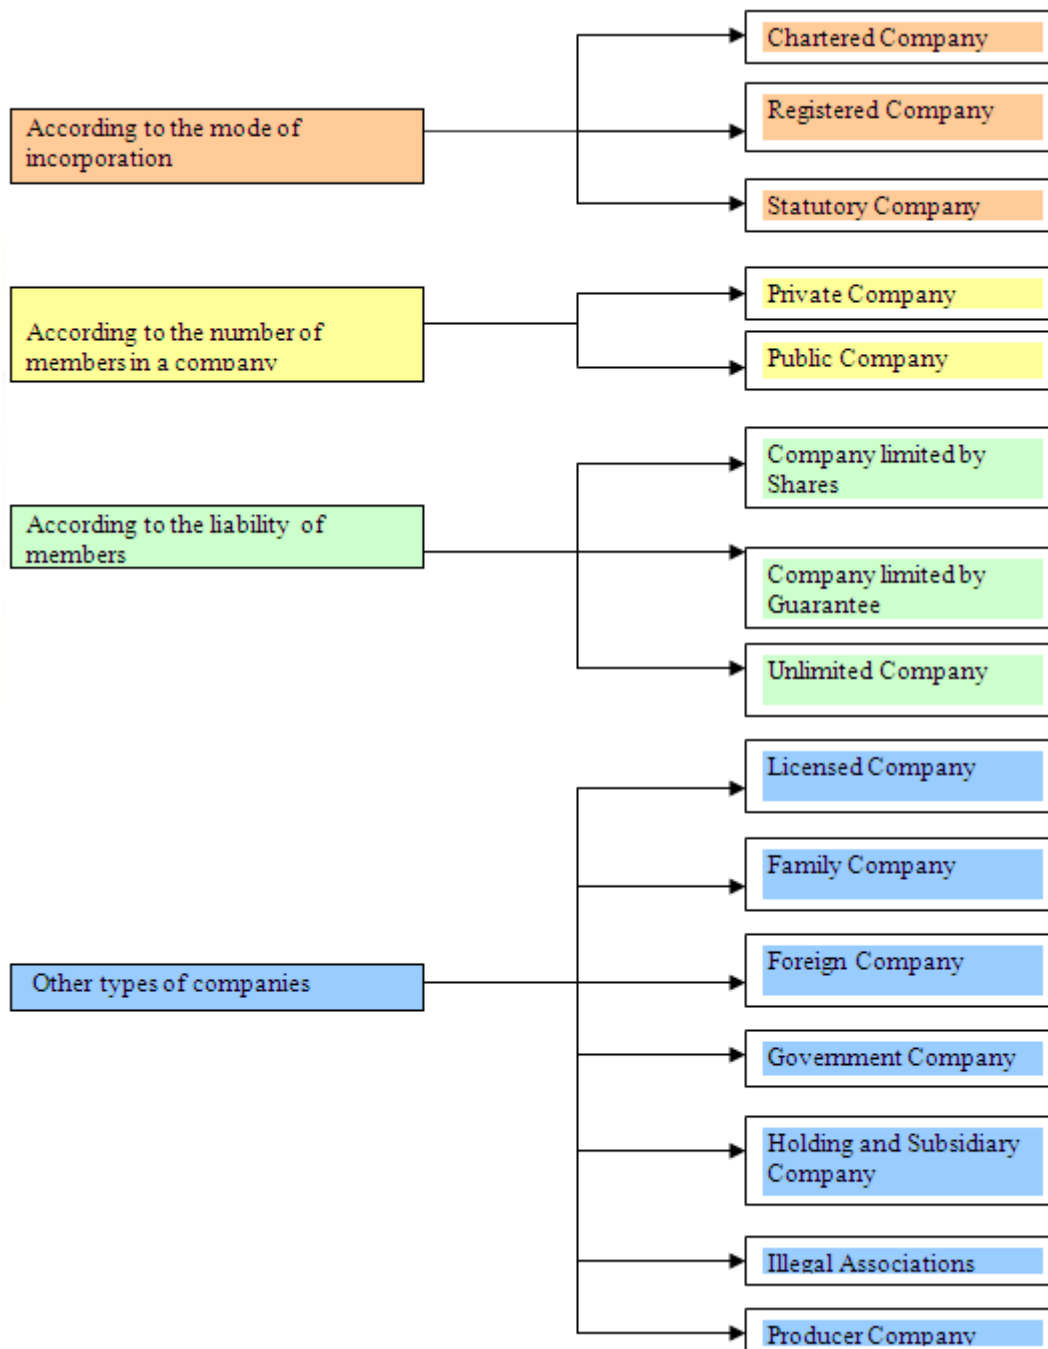 Chartered Company
Registered Company
According to the mode of
incorporation
Statutory Company
Private Company
According to the number of
members in a company
Public Company
Company limited by
Shares
According to the liability of
members
Company limited by
Guarantee
Unlimited Company
Licensed Company
Family Company
Foreign Company
Other types of companies
Government Company
Holding and Subsidiary
Company
Illegal Associations
Producer Company